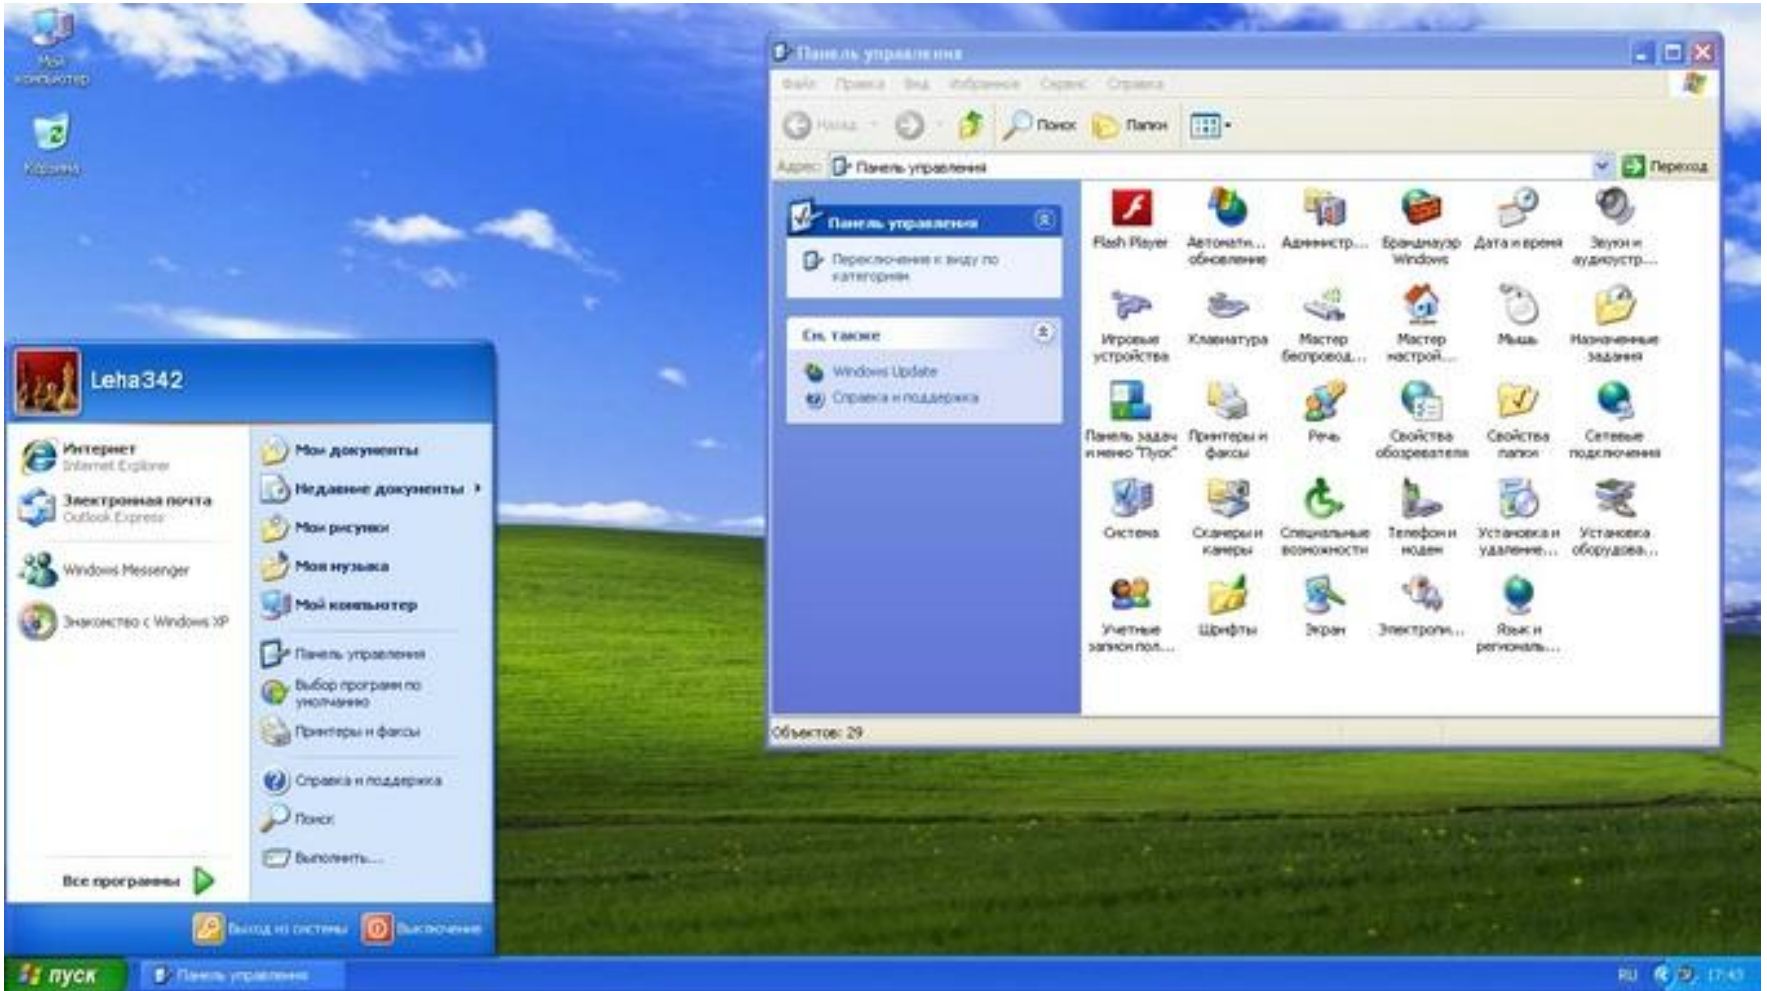 Мой
компьютер
Корзина
Панель управления
Файл Правка Вид Избранное Сервис Справка
Назад Поиск Папки
Адрес: Панель управления Переход
Панель управления
Переключение к виду по
категориям
См. также
Windows Update
Справка и поддержка
Flash Player Автомати... Администр... Брандмауэр Дата и время Звуки и
обновление Windows аудиоустр...
Игровые Клавиатура Мастер Мастер Мышь Назначенные
устройства беспровод... настрой... задания
Панель задач Принтеры и Речь Свойства Свойства Сетевые
и меню "Пуск" факсы обозревателя папки подключения
Система Сканеры и Специальные Телефон и Установка и Установка
камеры возможности модем удаление... оборудова...
Учетные Шрифты Экран Электропи... Язык и
записи пол... региональ...
Объектов: 29
Leha342
Интернет
Internet Explorer
Электронная почта
Outlook Express
Windows Messenger
Знакомство с Windows XP
Все программы
Мои документы
Недавние документы
Мои рисунки
Моя музыка
Мой компьютер
Панель управления
Выбор программ по
умолчанию
Принтеры и факсы
Справка и поддержка
Поиск
Выполнить...
Выход из системы Выключение
пуск Панель управления RU 17:43